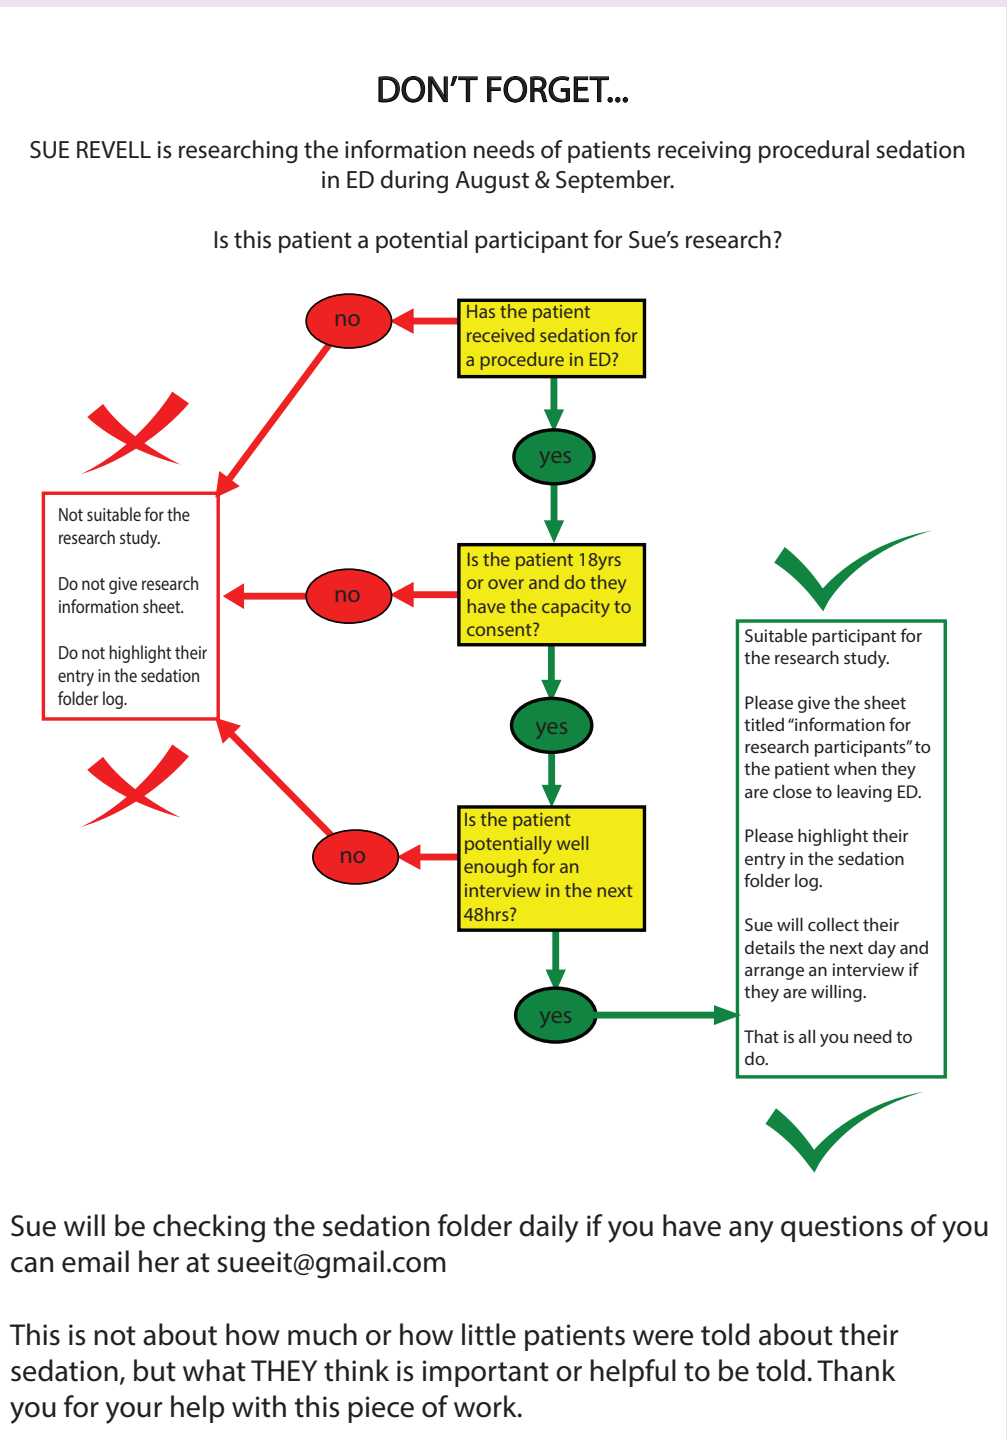 DON'T FORGET...
SUE REVELL is researching the information needs of patients receiving procedural sedation
in ED during August & September.
Is this patient a potential participant for Sue's research?
no
Has the patient
received sedation for
a procedure in ED?
yes
Not suitable for the
research study.
Do not give research
information sheet.
Do not highlight their
entry in the sedation
folder log.
no
Is the patient 18yrs
or over and do they
have the capacity to
consent?
yes
no
Is the patient
potentially well
enough for an
interview in the next
48hrs?
yes
Suitable participant for
the research study.
Please give the sheet
titled “information for
research participants” to
the patient when they
are close to leaving ED.
Please highlight their
entry in the sedation
folder log.
Sue will collect their
details the next day and
arrange an interview if
they are willing.
That is all you need to
do.
Sue will be checking the sedation folder daily if you have any questions of you
can email her at sueeit@gmail.com
This is not about how much or how little patients were told about their
sedation, but what THEY think is important or helpful to be told. Thank
you for your help with this piece of work.